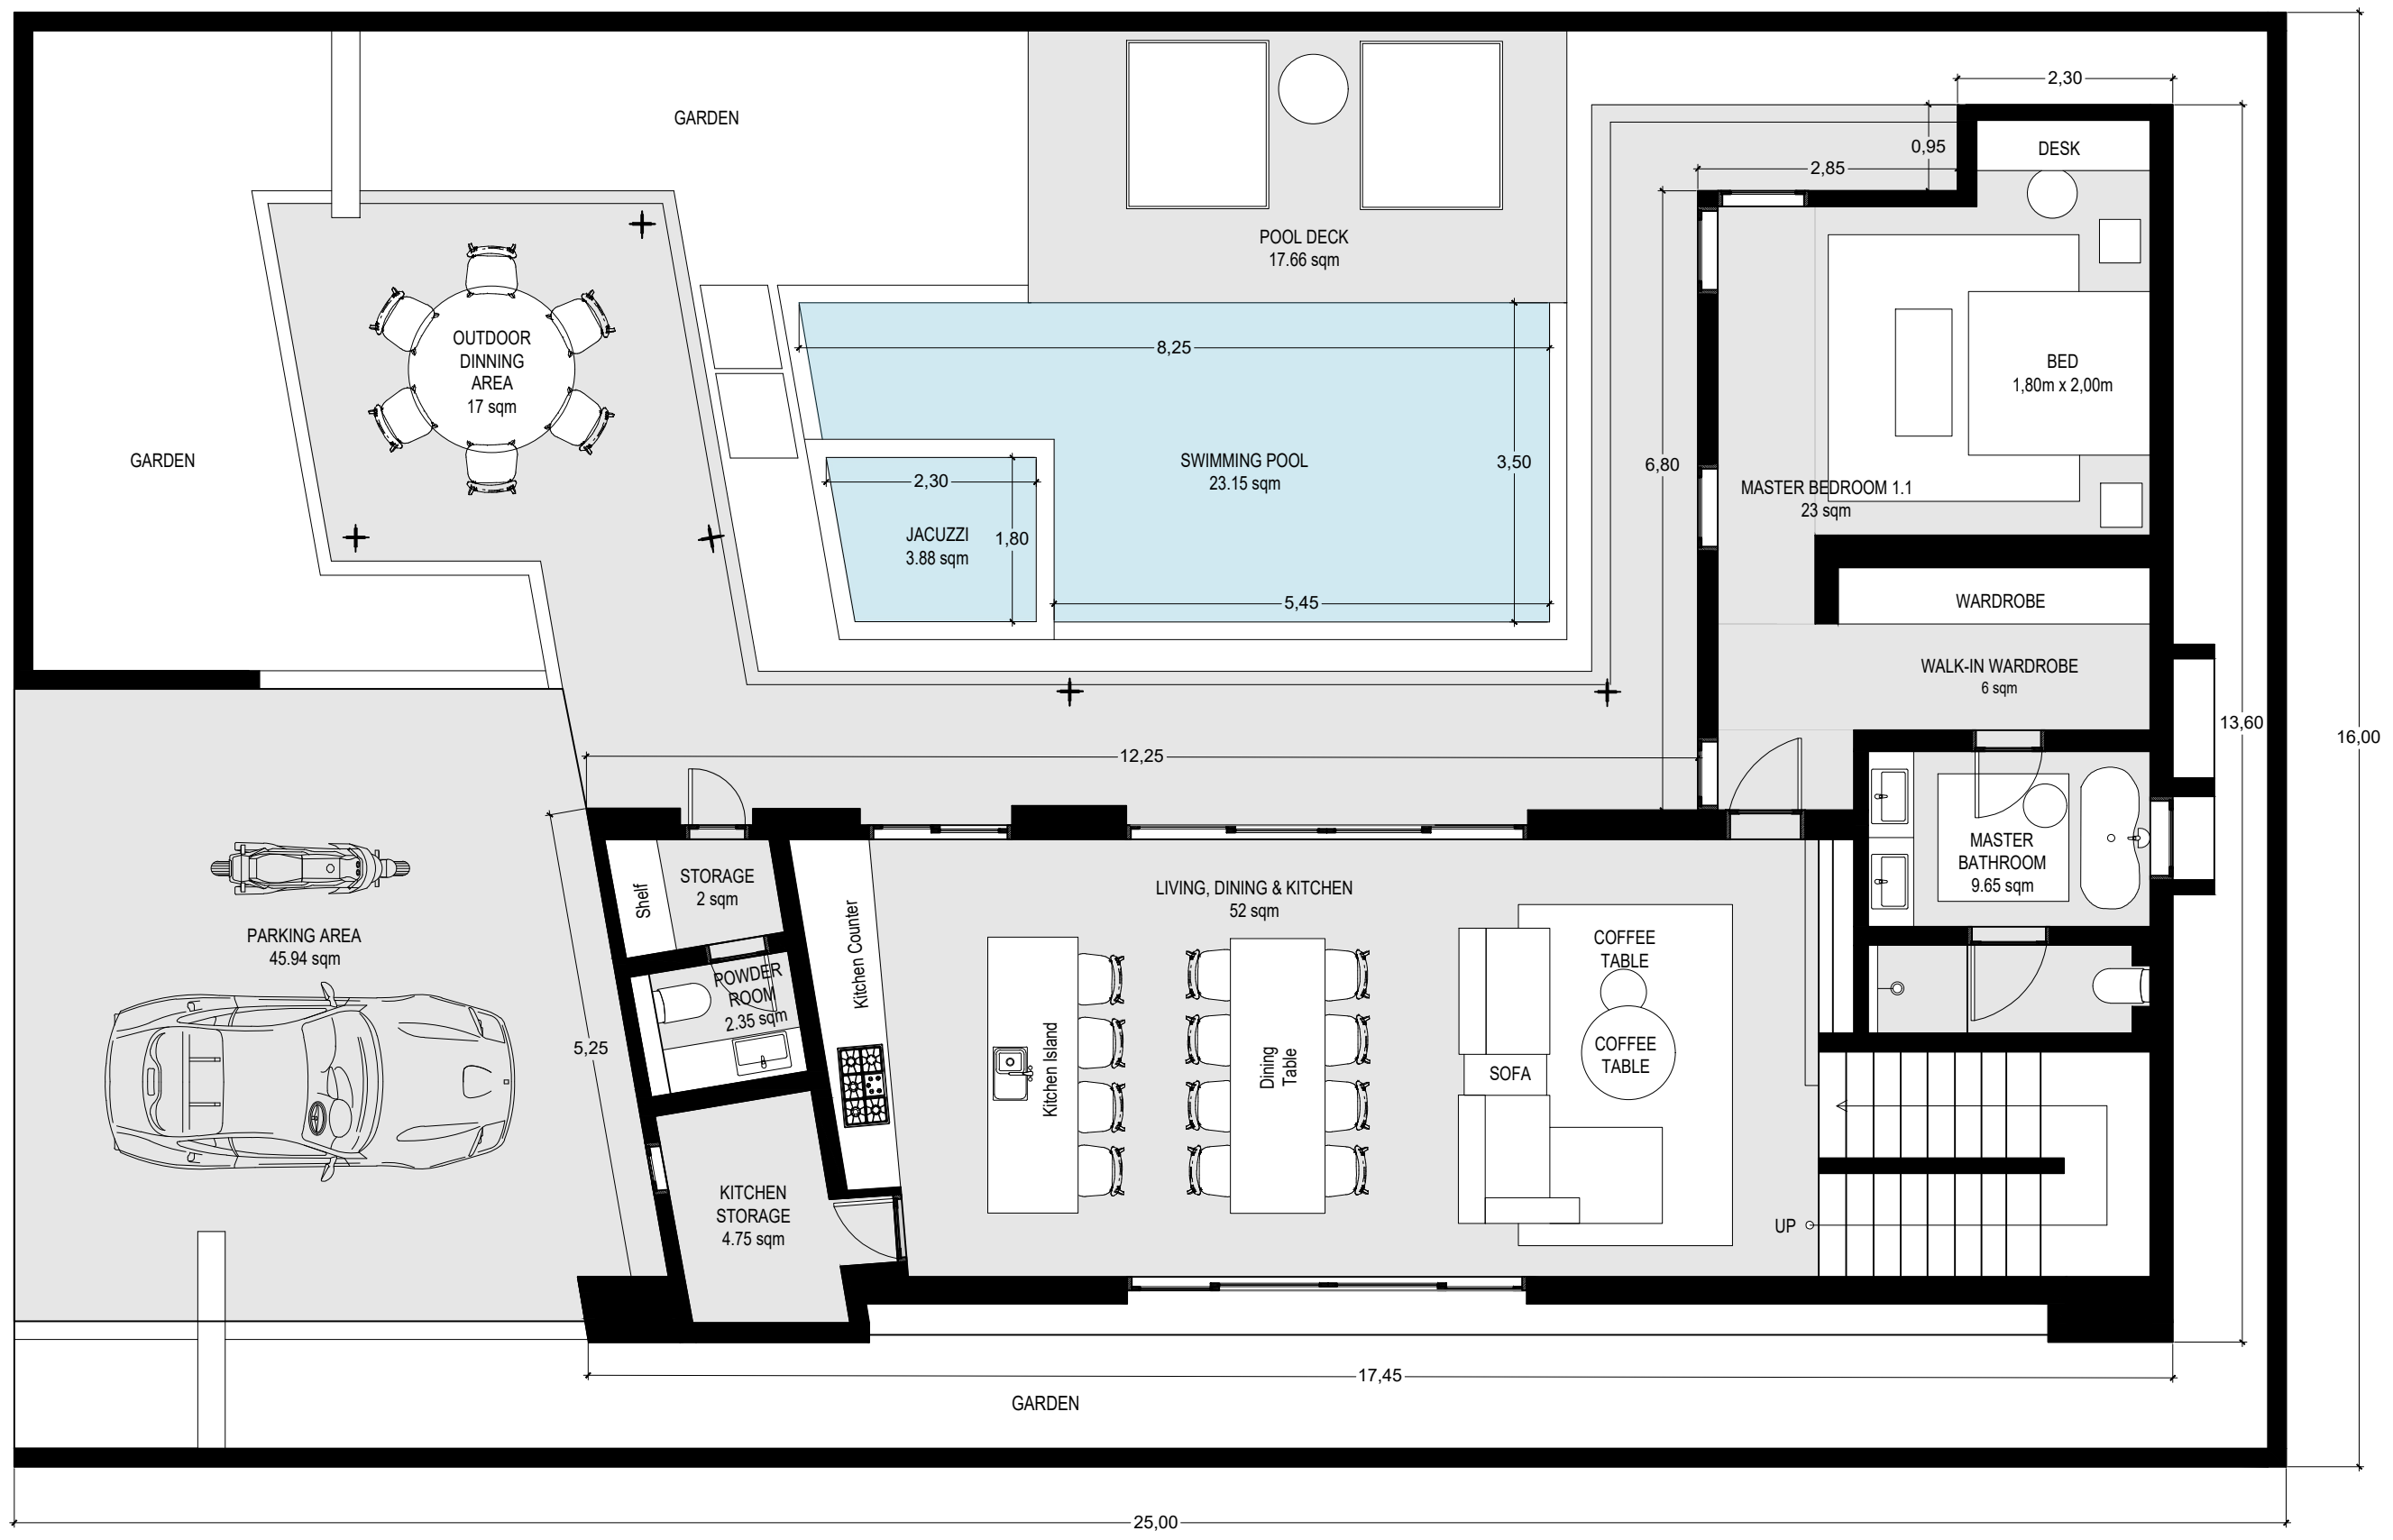 2,30
GARDEN
0,95
DESK
2,85
POOL DECK
17.66 sqm
OUTDOOR
DINNING
AREA
17 sqm
8,25
BED
1,80m x 2,00m
GARDEN
SWIMMING POOL
23.15 sqm
3,50
6,80
2,30
MASTER BEDROOM 1.1
23 sqm
JACUZZI
3.88 sqm
1,80
5,45
WARDROBE
WALK-IN WARDROBE
6 sqm
13,60
16,00
12,25
MASTER
BATHROOM
9.65 sqm
STORAGE
2 sqm
Shelf
LIVING, DINING & KITCHEN
52 sqm
Kitchen Counter
PARKING AREA
45.94 sqm
COFFEE
TABLE
POWDER
ROOM
2.35 sqm
5,25
Kitchen Island
Dining
Table
COFFEE
TABLE
SOFA
KITCHEN
STORAGE
4.75 sqm
UP
17,45
GARDEN
25,00